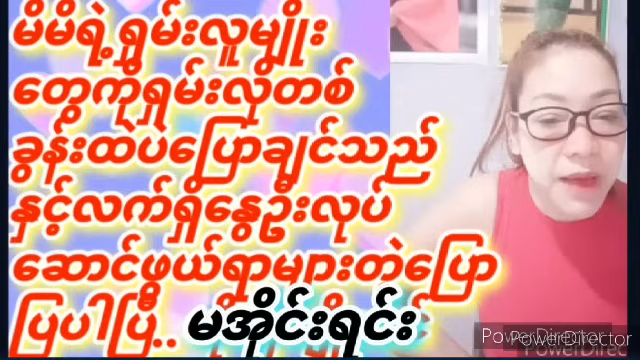 မိမိရဲ့ရှမ်းလူမျိုး
တွေကိုရှမ်းလိုတစ်
ခွန်းထဲပဲပြောချင်သည်
နှင့်လက်ရှိနွေဦးလုပ်
ဆောင်ဖွယ်ရာများတဲပြော
ပြပါပြီ..
မအိုင်းရင်း
PowerDirector
PowerDirector